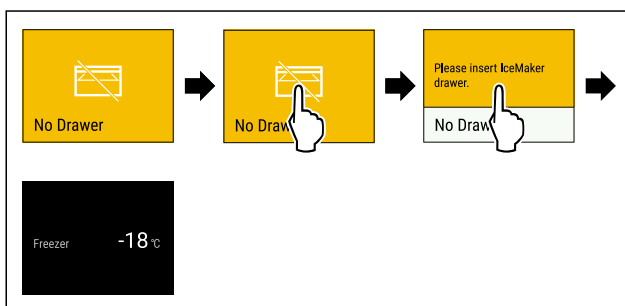 No Drawer
No Draw
Please insert IceMaker
drawer.
No Draw
Freezer -18 °C